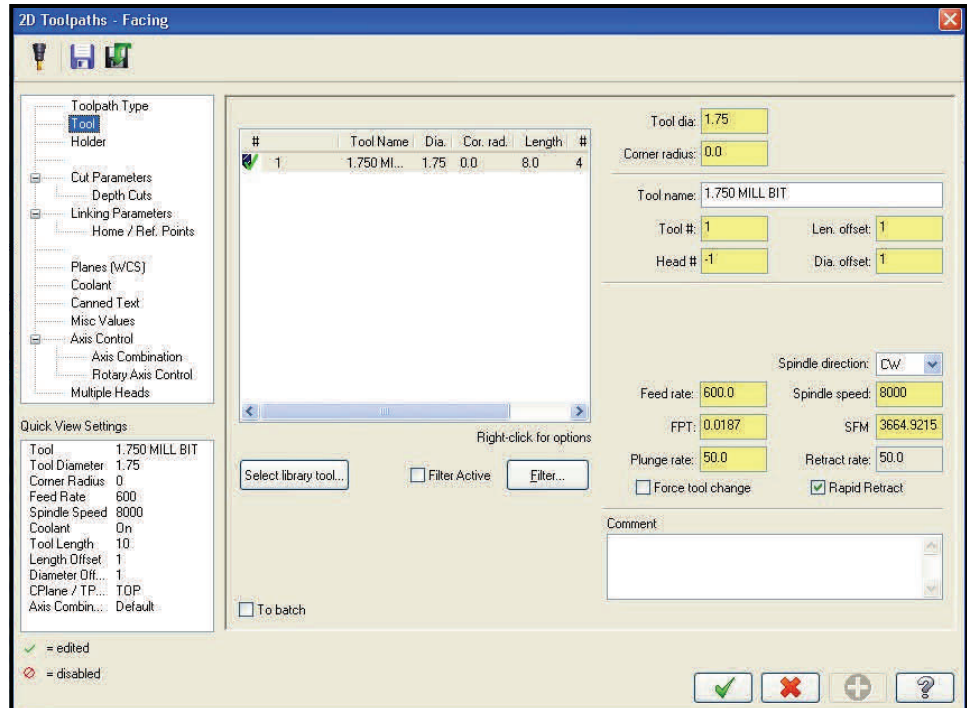 2D Toolpaths - Facing
Toolpath Type
Tool
Holder
Cut Parameters
Depth Cuts
Linking Parameters
Home / Ref. Points
Planes (WCS)
Coolant
Canned Text
Misc Values
Axis Control
Axis Combination
Rotary Axis Control
Multiple Heads
Quick View Settings
Tool 1.750 MILL BIT
Tool Diameter 1.75
Corner Radius 0
Feed Rate 600
Spindle Speed 8000
Coolant On
Tool Length 10
Length Offset 1
Diameter Off... 1
CPlane / TP... TOP
Axis Combin... Default
= edited
= disabled
# Tool Name Dia. Cor. rad. Length #
1 1.750 MI... 1.75 0.0 8.0 4
Right-click for options
Select library tool... Filter Active Filter...
To batch
Tool dia: 1.75
Corner radius: 0.0
Tool name: 1.750 MILL BIT
Tool #: 1 Len. offset: 1
Head # -1 Dia. offset: 1
Spindle direction: CW
Feed rate: 600.0 Spindle speed: 8000
FPT: 0.0187 SFM 3664.9215
Plunge rate: 50.0 Retract rate: 50.0
Force tool change Rapid Retract
Comment